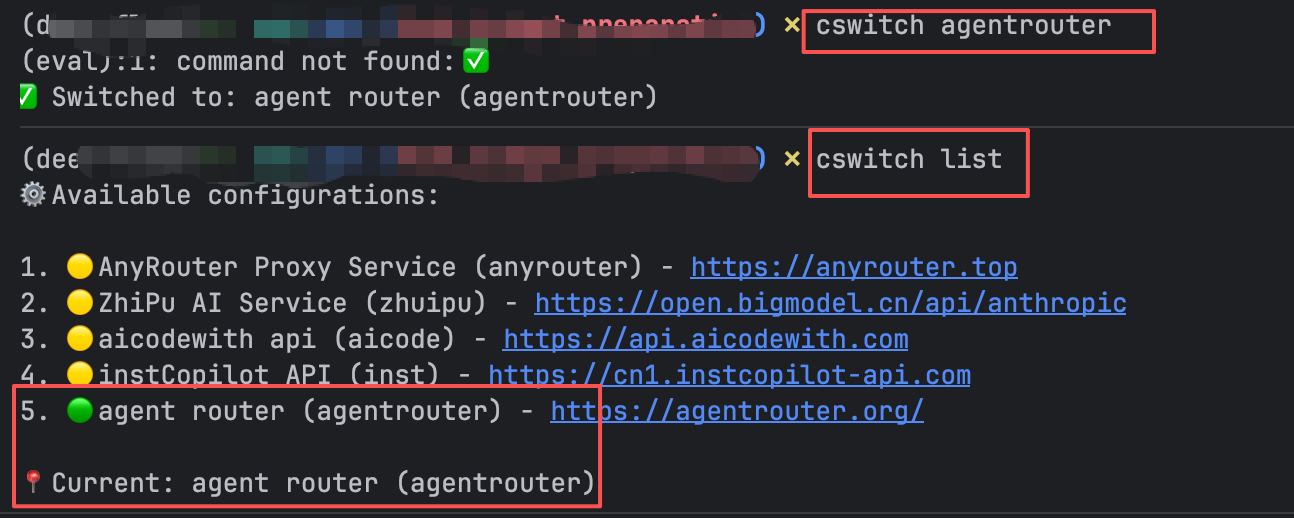 (d ) × cswitch agentrouter
(eval):1: command not found:✅
✅ Switched to: agent router (agentrouter)
(dee ) × cswitch list
⚙️Available configurations:
1. 🟡AnyRouter Proxy Service (anyrouter) - https://anyrouter.top
2. 🟡ZhiPu AI Service (zhuipu) - https://open.bigmodel.cn/api/anthropic
3. 🟡aicodewith api (aicode) - https://api.aicodewith.com
4. 🟡instCopilot API (inst) - https://cn1.instcopilot-api.com
5. 🟢agent router (agentrouter) - https://agentrouter.org/
📍Current: agent router (agentrouter)